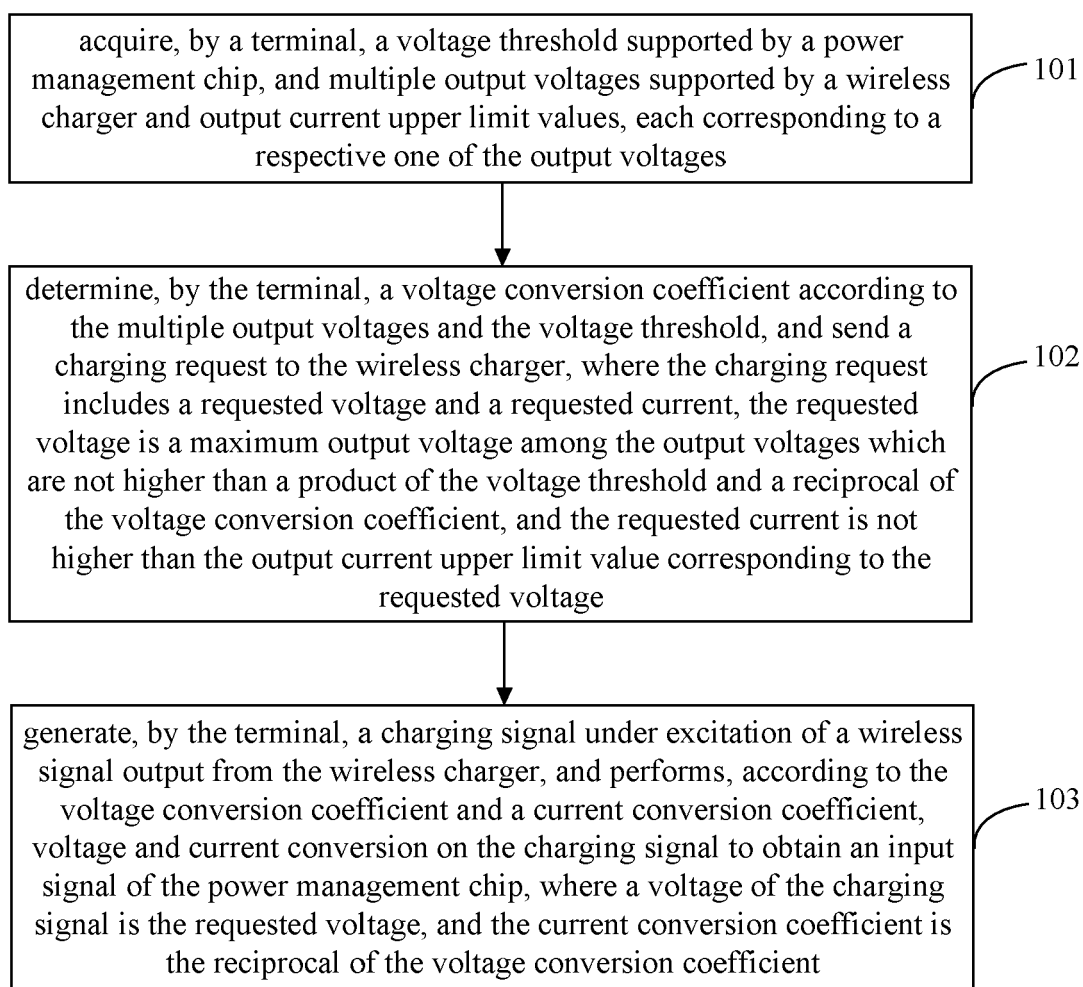 acquire, by a terminal, a voltage threshold supported by a power
management chip, and multiple output voltages supported by a wireless
charger and output current upper limit values, each corresponding to a
respective one of the output voltages
101
determine, by the terminal, a voltage conversion coefficient according to
the multiple output voltages and the voltage threshold, and send a
charging request to the wireless charger, where the charging request
includes a requested voltage and a requested current, the requested
voltage is a maximum output voltage among the output voltages which
are not higher than a product of the voltage threshold and a reciprocal of
the voltage conversion coefficient, and the requested current is not
higher than the output current upper limit value corresponding to the
requested voltage
102
generate, by the terminal, a charging signal under excitation of a wireless
signal output from the wireless charger, and performs, according to the
voltage conversion coefficient and a current conversion coefficient,
voltage and current conversion on the charging signal to obtain an input
signal of the power management chip, where a voltage of the charging
signal is the requested voltage, and the current conversion coefficient is
the reciprocal of the voltage conversion coefficient
103